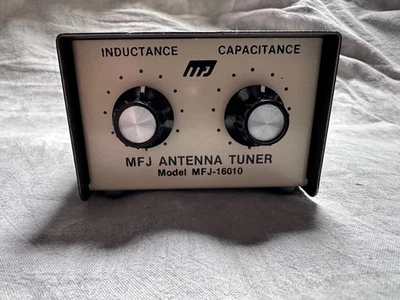 INDUCTANCE CAPACITANCE
MFJ
MFJ ANTENNA TUNER
Model MFJ-16010